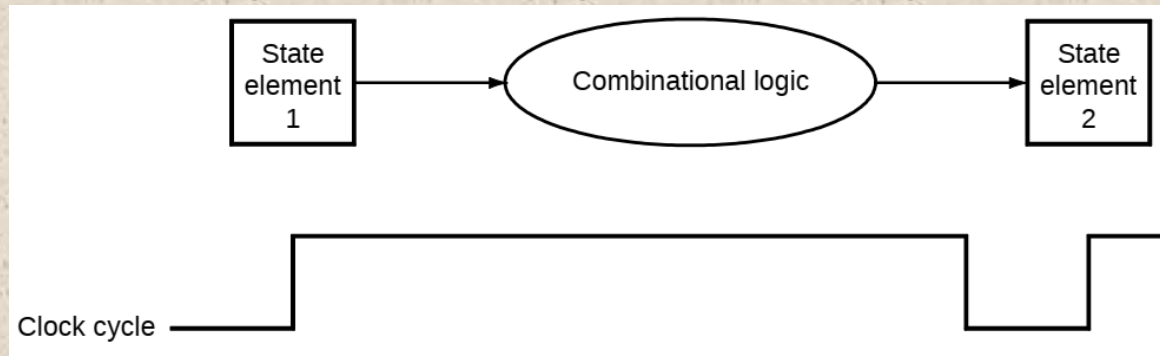 State
element
1
Combinational logic
State
element
2
Clock cycle